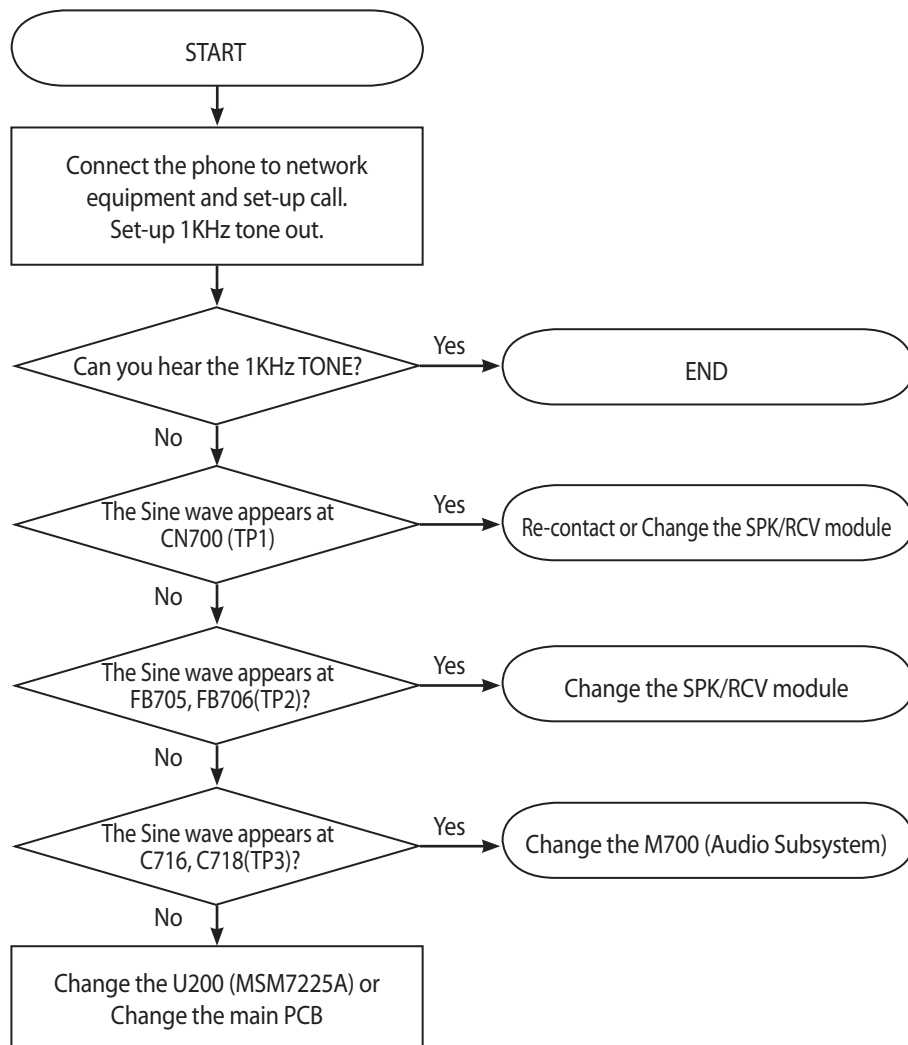 START
Connect the phone to network
equipment and set-up call.
Set-up 1KHz tone out.
Can you hear the 1KHz TONE?
Yes
END
No
The Sine wave appears at
CN700 (TP1)
Yes
Re-contact or Change the SPK/RCV module
No
The Sine wave appears at
FB705, FB706(TP2)?
Yes
Change the SPK/RCV module
No
The Sine wave appears at
C716, C718(TP3)?
Yes
Change the M700 (Audio Subsystem)
No
Change the U200 (MSM7225A) or
Change the main PCB